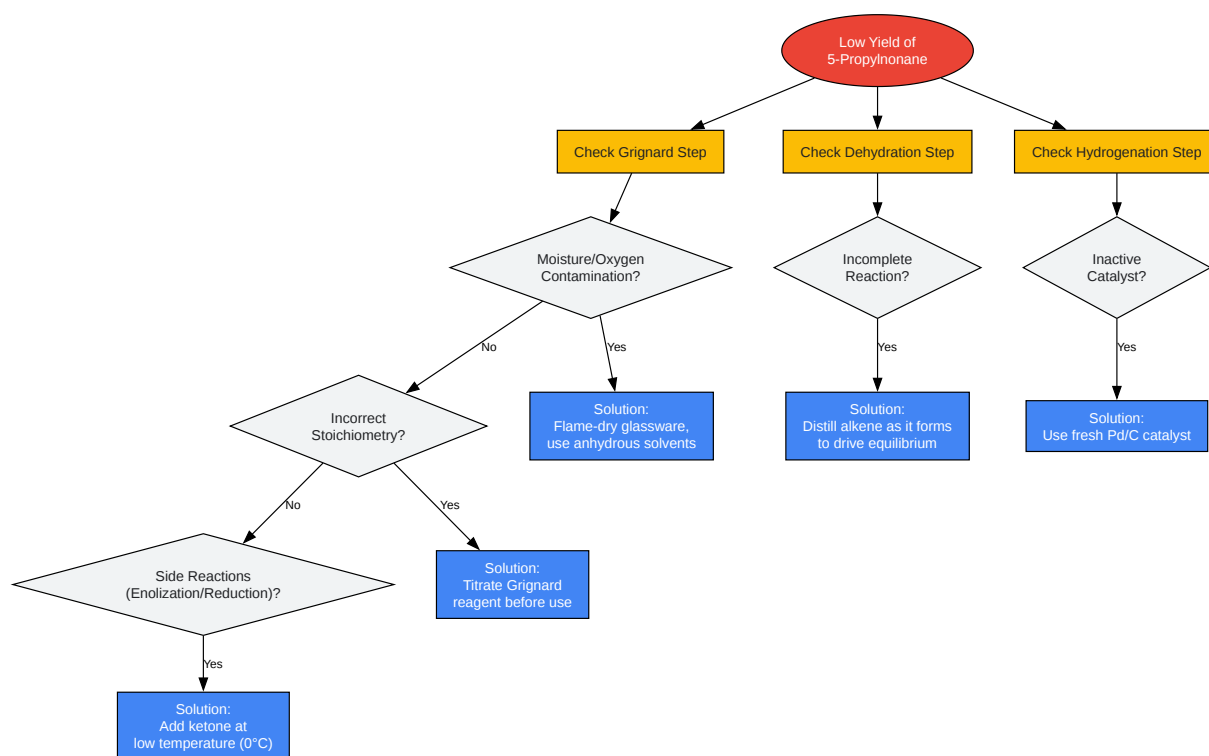 Low Yield of
5-Propylnonane
Check Grignard Step
Check Dehydration Step
Check Hydrogenation Step
Moisture/Oxygen
Contamination?
Incomplete
Reaction?
Inactive
Catalyst?
No
Yes
Yes
Yes
Incorrect
Stoichiometry?
Solution:
Flame-dry glassware,
use anhydrous solvents
Solution:
Distill alkene as it forms
to drive equilibrium
Solution:
Use fresh Pd/C catalyst
No
Yes
Side Reactions
(Enolization/Reduction)?
Solution:
Titrate Grignard
reagent before use
Yes
Solution:
Add ketone at
low temperature (0°C)